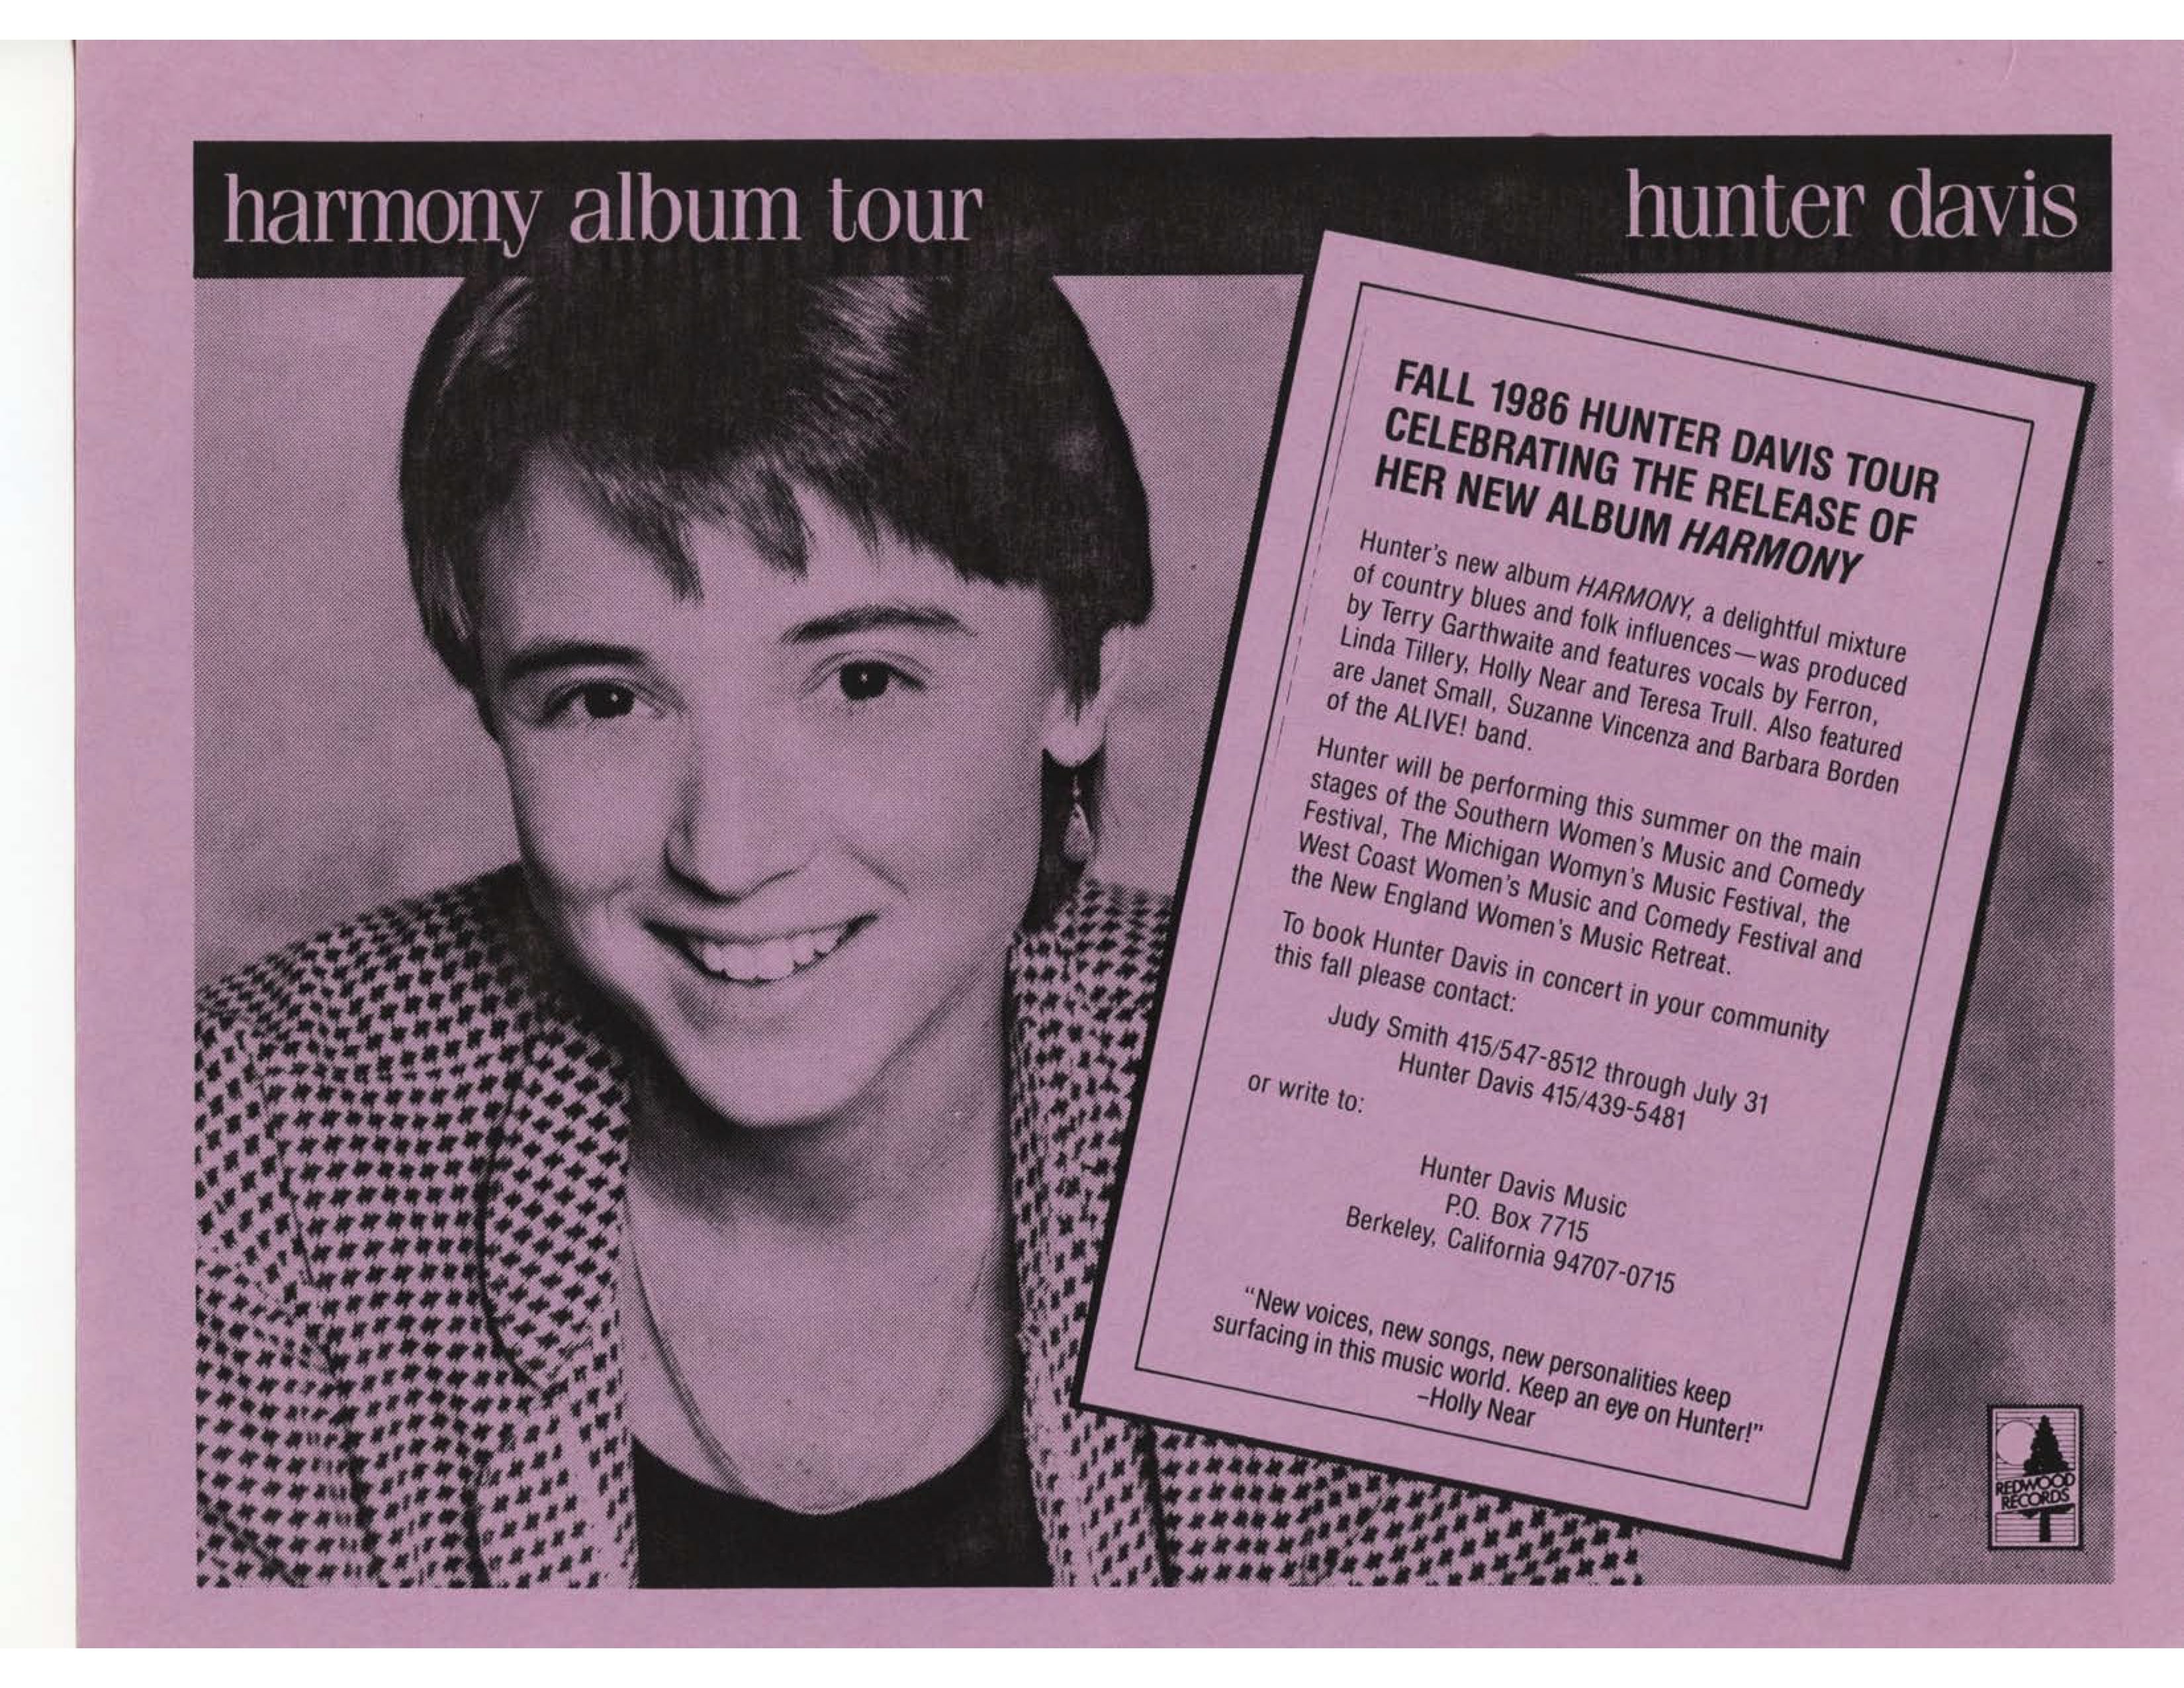 harmony album tour
hunter davis
FALL 1986 HUNTER DAVIS TOUR
CELEBRATING THE RELEASE OF
HER NEW ALBUM HARMONY
Hunter's new album HARMONY, a delightful mixture
of country blues and folk influences—was produced
by Terry Garthwaite and features vocals by Ferron,
Linda Tillery, Holly Near and Teresa Trull. Also featured
are Janet Small, Suzanne Vincenza and Barbara Borden
of the ALIVE! band.
Hunter will be performing this summer on the main
stages of the Southern Women's Music and Comedy
Festival, The Michigan Womyn's Music Festival, the
West Coast Women's Music and Comedy Festival and
the New England Women's Music Retreat.
To book Hunter Davis in concert in your community
this fall please contact:
Judy Smith 415/547-8512 through July 31
Hunter Davis 415/439-5481
or write to:
Hunter Davis Music
P.O. Box 7715
Berkeley, California 94707-0715
"New voices, new songs, new personalities keep
surfacing in this music world. Keep an eye on Hunter!"
–Holly Near
REDWOOD
RECORDS